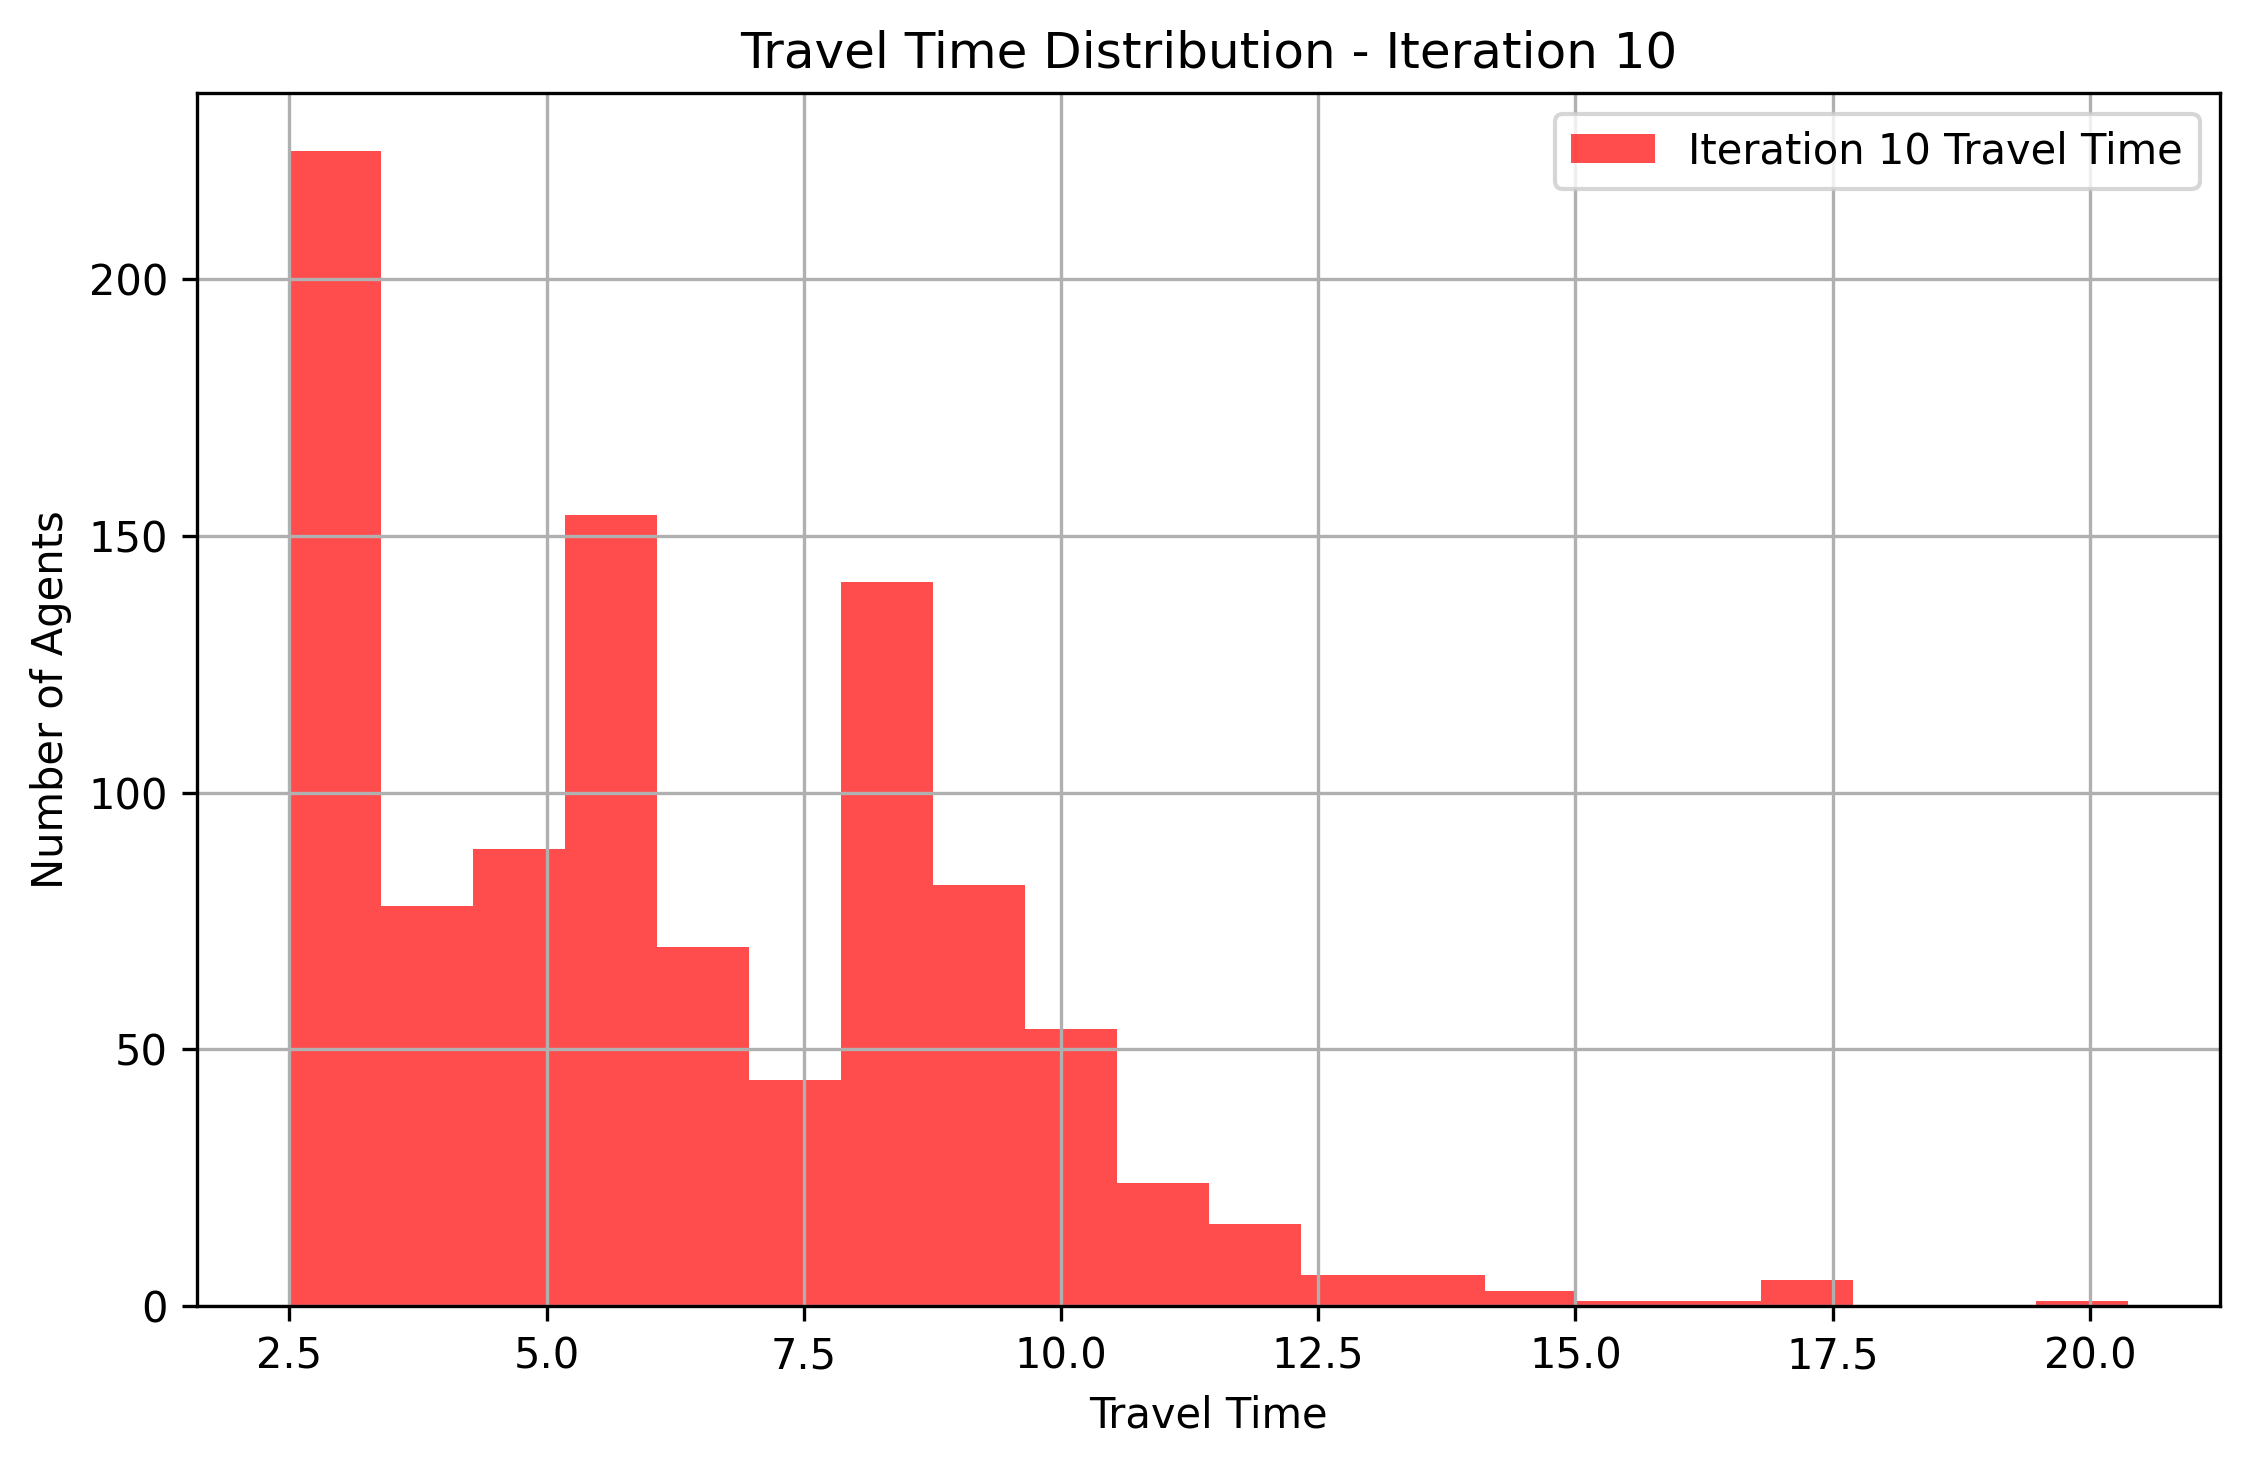 Travel Time Distribution - Iteration 10
Iteration 10 Travel Time
Number of Agents
200
150
100
50
0
2.5 5.0 7.5 10.0 12.5 15.0 17.5 20.0
Travel Time